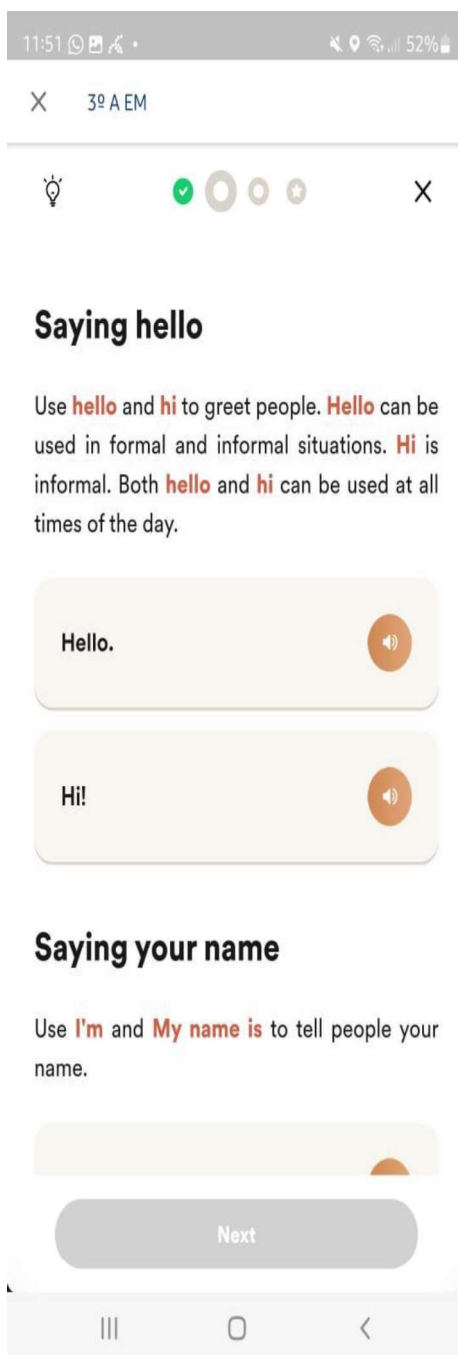 11:51 52%
3º A EM
Saying hello
Use hello and hi to greet people. Hello can be
used in formal and informal situations. Hi is
informal. Both hello and hi can be used at all
times of the day.
Hello.
Hi!
Saying your name
Use I'm and My name is to tell people your
name.
Next